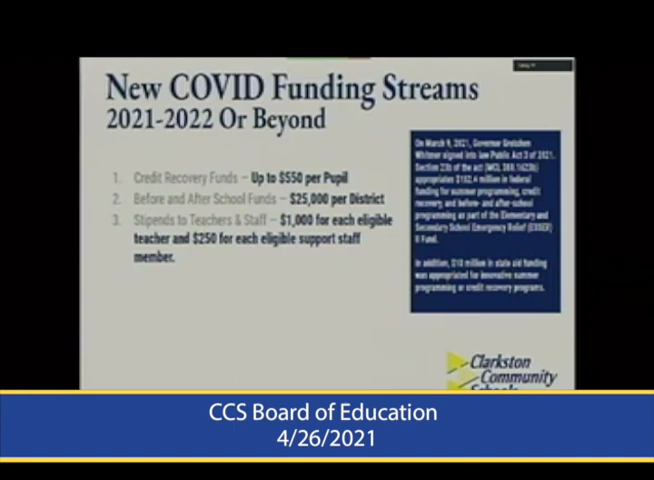 New COVID Funding Streams
2021-2022 Or Beyond
1. Credit Recovery Funds – Up to $550 per Pupil
2. Before and After School Funds – $25,000 per District
3. Stipends to Teachers & Staff – $1,000 for each eligible
teacher and $250 for each eligible support staff
member.
On March 9, 2021, Governor Gretchen
Whitmer signed into law Public Act 3 of 2021.
Section 23b of the act (MCL 388.1623b)
appropriates $152.4 million in federal
funding for summer programming, credit
recovery, and before- and after-school
programming as part of the Elementary and
Secondary School Emergency Relief (ESSER)
II Fund.
In addition, $10 million in state aid funding
was appropriated for innovative summer
programming or credit recovery programs.
Clarkston
Community
Schools
CCS Board of Education
4/26/2021